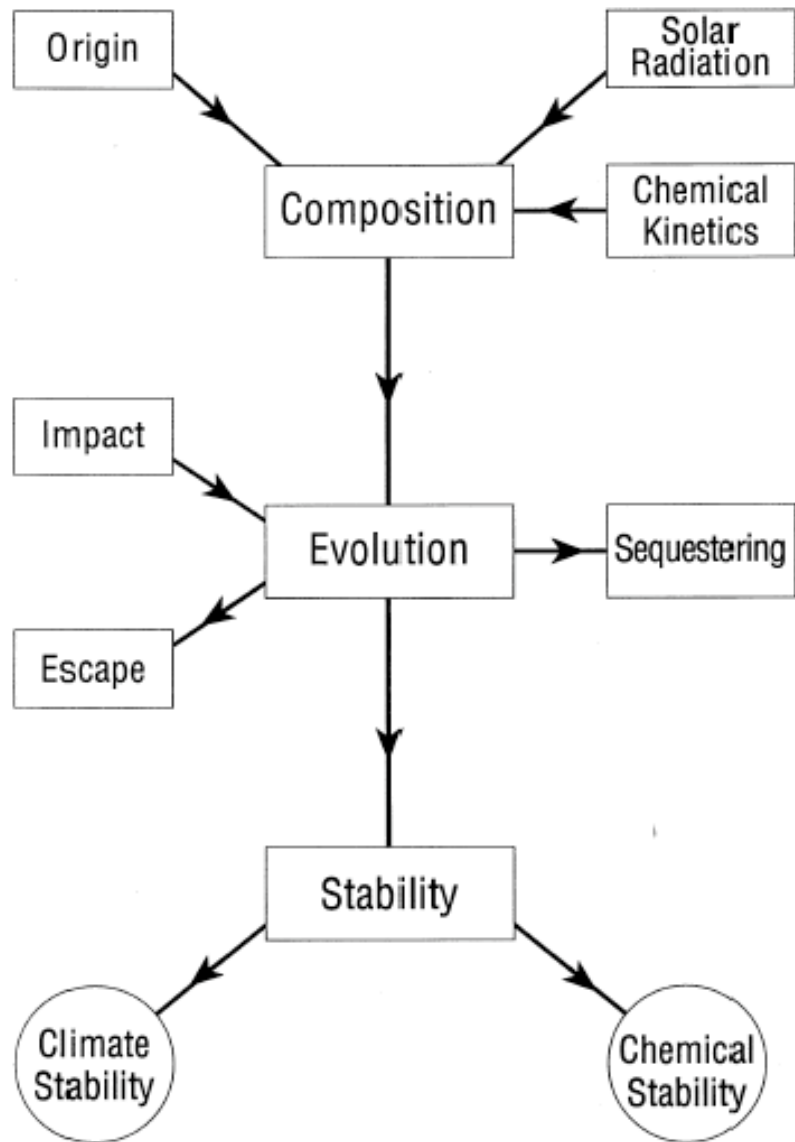 Origin
Solar
Radiation
Composition
Chemical
Kinetics
Impact
Evolution
Sequestering
Escape
Stability
Climate
Stability
Chemical
Stability